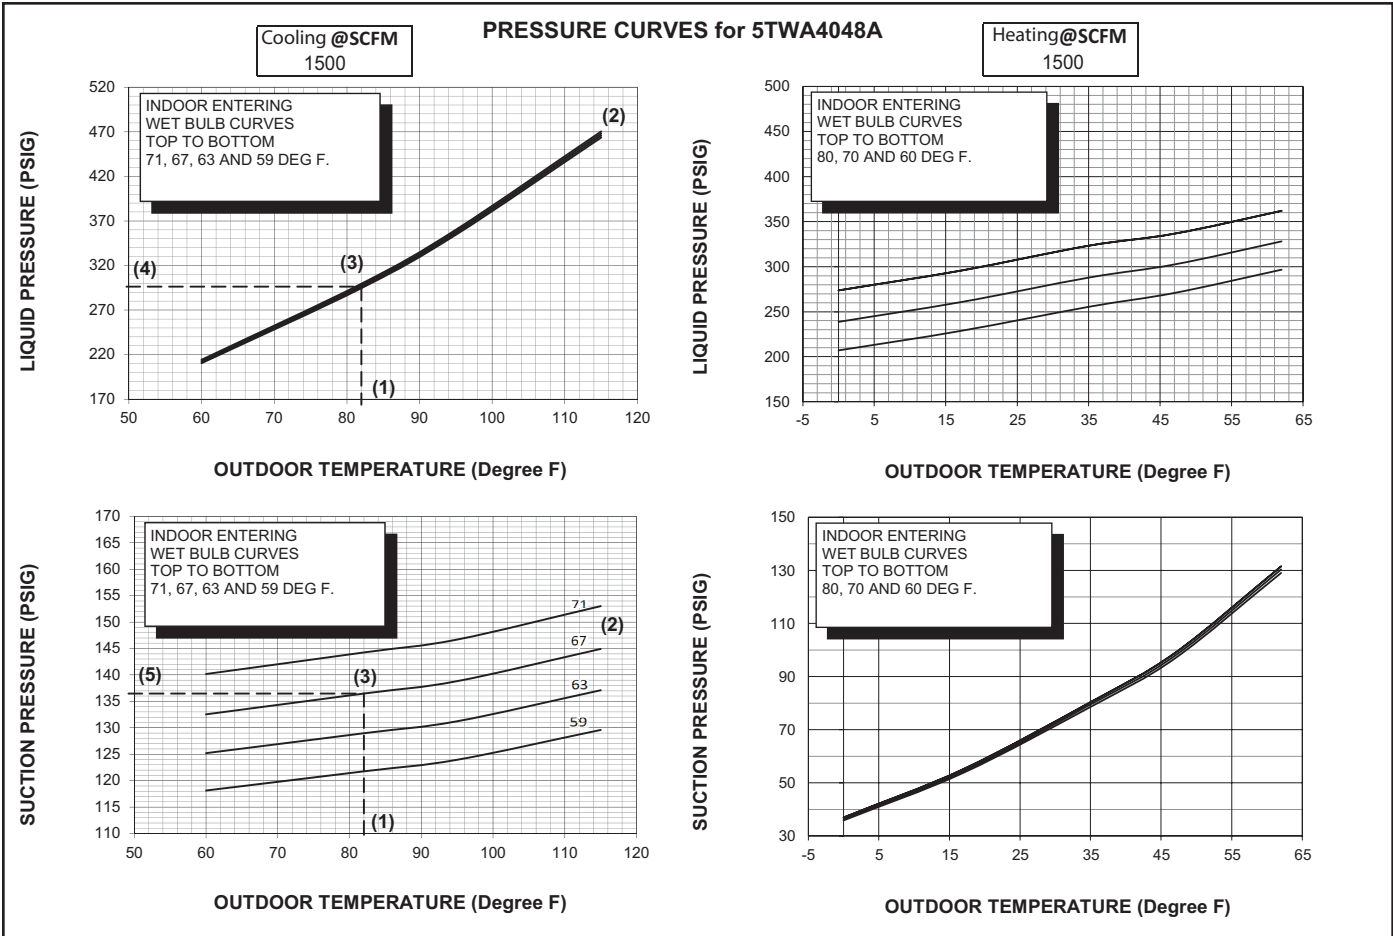 PRESSURE CURVES for 5TWA4048A
Cooling @SCFM
1500
Heating@SCFM
1500
LIQUID PRESSURE (PSIG)
520
470
420
370
320
270
220
170
INDOOR ENTERING
WET BULB CURVES
TOP TO BOTTOM
71, 67, 63 AND 59 DEG F.
(2)
(3)
(4)
(1)
50 60 70 80 90 100 110 120
OUTDOOR TEMPERATURE (Degree F)
LIQUID PRESSURE (PSIG)
500
450
400
350
300
250
200
150
INDOOR ENTERING
WET BULB CURVES
TOP TO BOTTOM
80, 70 AND 60 DEG F.
-5 5 15 25 35 45 55 65
OUTDOOR TEMPERATURE (Degree F)
SUCTION PRESSURE (PSIG)
170
165
160
155
150
145
140
135
130
125
120
115
110
INDOOR ENTERING
WET BULB CURVES
TOP TO BOTTOM
71, 67, 63 AND 59 DEG F.
71
(2)
67
(3)
(5)
63
59
(1)
50 60 70 80 90 100 110 120
OUTDOOR TEMPERATURE (Degree F)
SUCTION PRESSURE (PSIG)
150
130
110
90
70
50
30
INDOOR ENTERING
WET BULB CURVES
TOP TO BOTTOM
80, 70 AND 60 DEG F.
-5 5 15 25 35 45 55 65
OUTDOOR TEMPERATURE (Degree F)